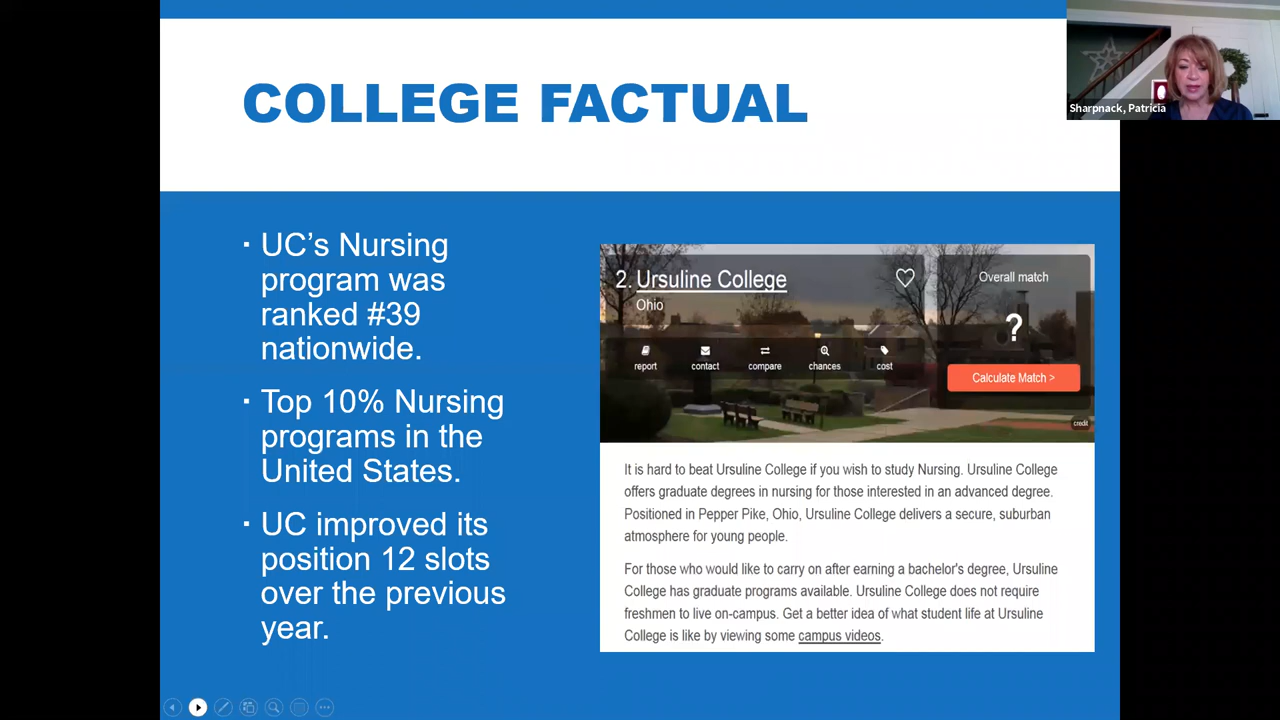 COLLEGE FACTUAL
Sharpnack, Patricia
▪ UC’s Nursing
program was
ranked #39
nationwide.
▪ Top 10% Nursing
programs in the
United States.
▪ UC improved its
position 12 slots
over the previous
year.
2. Ursuline College
Ohio
report contact compare chances cost
Overall match
?
Calculate Match >
credit
It is hard to beat Ursuline College if you wish to study Nursing. Ursuline College
offers graduate degrees in nursing for those interested in an advanced degree.
Positioned in Pepper Pike, Ohio, Ursuline College delivers a secure, suburban
atmosphere for young people.
For those who would like to carry on after earning a bachelor's degree, Ursuline
College has graduate programs available. Ursuline College does not require
freshmen to live on-campus. Get a better idea of what student life at Ursuline
College is like by viewing some campus videos.